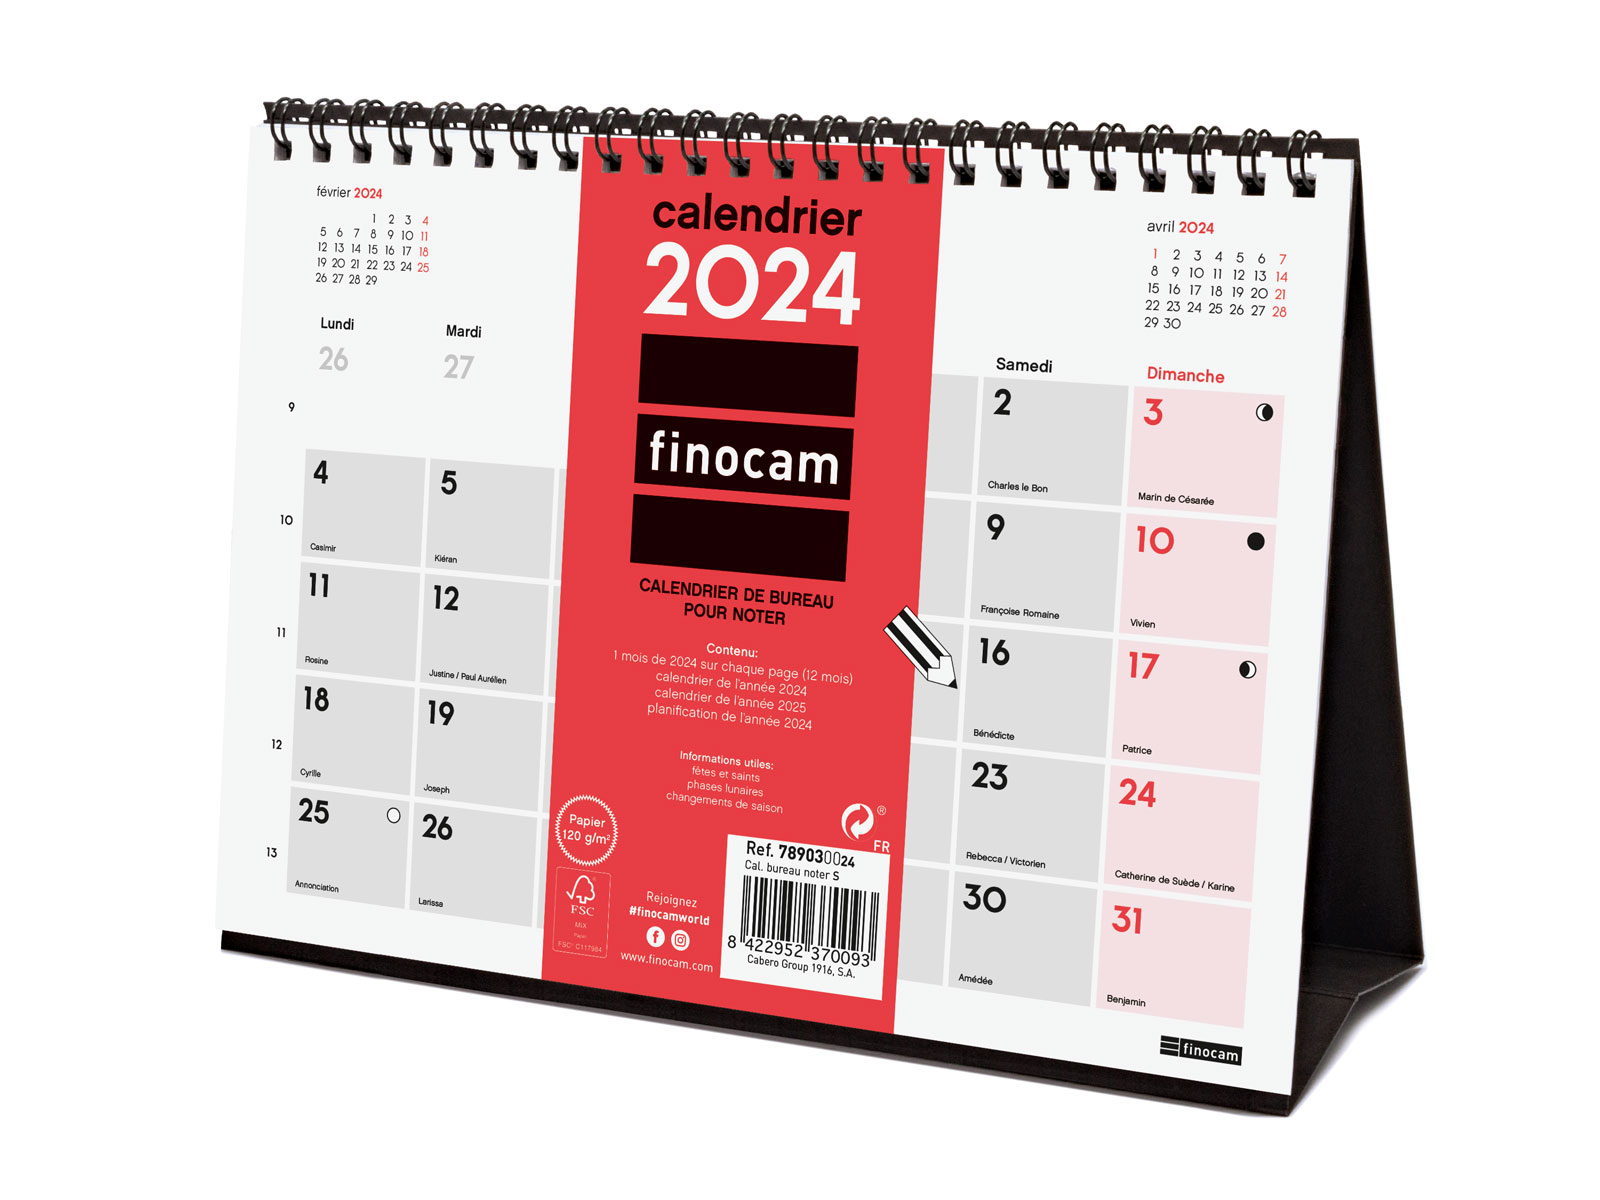 février 2024
1 2 3 4
5 6 7 8 9 10 11
12 13 14 15 16 17 18
19 20 21 22 23 24 25
26 27 28 29
avril 2024
1 2 3 4 5 6 7
8 9 10 11 12 13 14
15 16 17 18 19 20 21
22 23 24 25 26 27 28
29 30
Lundi
Mardi
Samedi
Dimanche
26
27
9
2
Charles le Bon
3
Marin de Césarée
10
4
Casimir
5
Kiéran
9
Françoise Romaine
10
Vivien
11
11
Rosine
12
Justine / Paul Aurélien
16
Bénédicte
17
Patrice
12
18
Cyrille
19
Joseph
23
Rebecca / Victorien
24
Catherine de Suède / Karine
13
25
Annonciation
26
Larissa
30
Amédée
31
Benjamin
calendrier
2024
finocam
CALENDRIER DE BUREAU
POUR NOTER
Contenu:
1 mois de 2024 sur chaque page (12 mois)
calendrier de l'année 2024
calendrier de l'année 2025
planification de l'année 2024
Informations utiles:
fêtes et saints
phases lunaires
changements de saison
Papier
120 g/m²
®
FR
FSC
MIX
Papier
FSC® C117984
Rejoignez
#finocamworld
www.finocam.com
Ref. 789030024
Cal. bureau noter S
8 422952 370093
Cabero Group 1916, S.A.
finocam